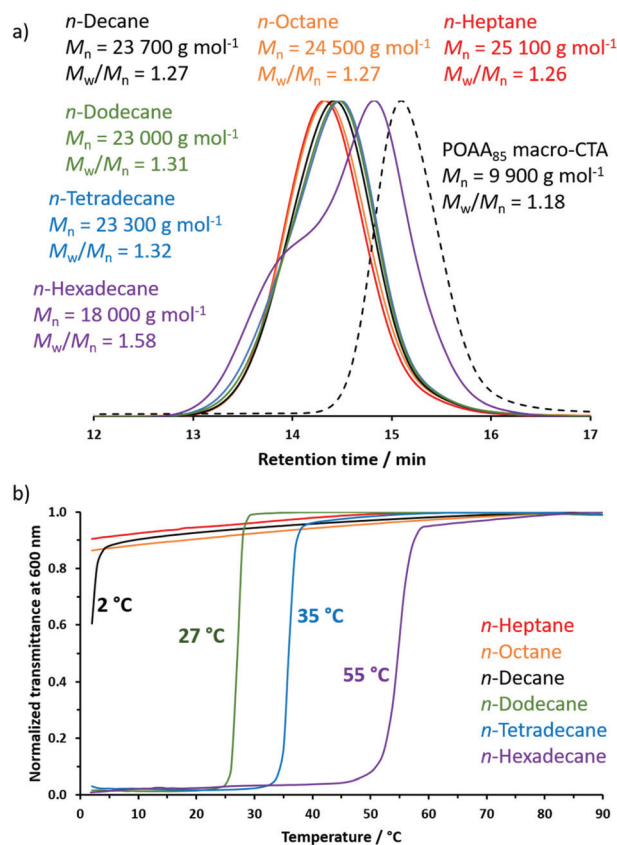 a)
n-Decane
Mn = 23 700 g mol-1
Mw/Mn = 1.27
n-Octane
Mn = 24 500 g mol-1
Mw/Mn = 1.27
n-Heptane
Mn = 25 100 g mol-1
Mw/Mn = 1.26
n-Dodecane
Mn = 23 000 g mol-1
Mw/Mn = 1.31
n-Tetradecane
Mn = 23 300 g mol-1
Mw/Mn = 1.32
n-Hexadecane
Mn = 18 000 g mol-1
Mw/Mn = 1.58
POAA85 macro-CTA
Mn = 9 900 g mol-1
Mw/Mn = 1.18
12 13 14 15 16 17
Retention time / min
b)
Normalized transmittance at 600 nm
1.0
0.8
0.6
0.4
0.2
0.0
2 °C
27 °C
35 °C
55 °C
n-Heptane
n-Octane
n-Decane
n-Dodecane
n-Tetradecane
n-Hexadecane
0 10 20 30 40 50 60 70 80 90
Temperature / °C